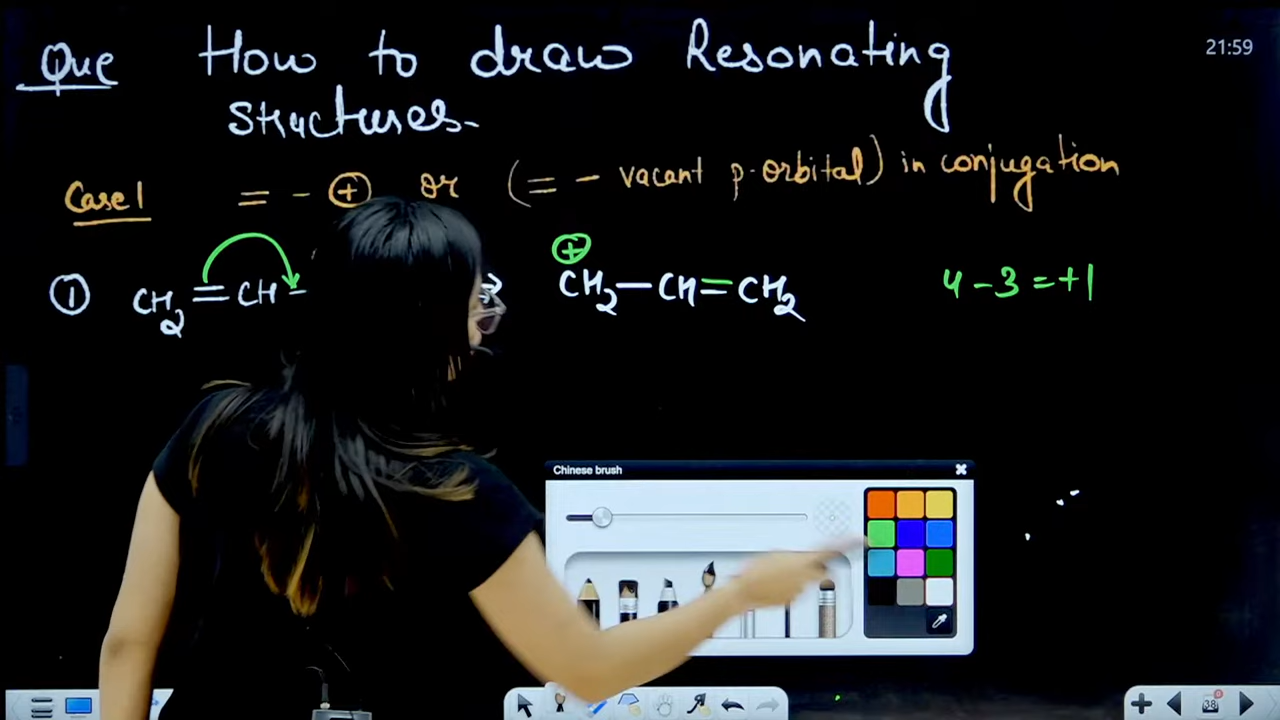 Que How to draw Resonating
structures.
21:59
Case 1 = - ⊕ or (= - vacant p-orbital) in conjugation
① CH2=CH- → ⊕CH2-CH=CH2 4-3=+1
Chinese brush
38